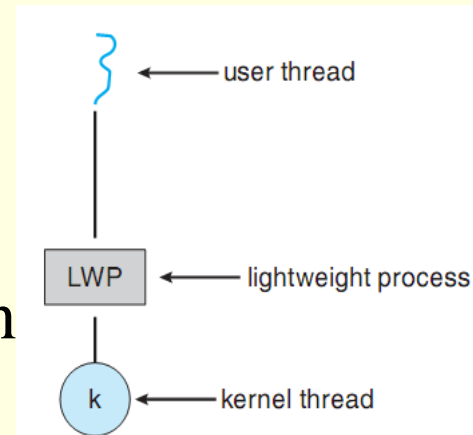 user thread
LWP
lightweight process
n
k
kernel thread